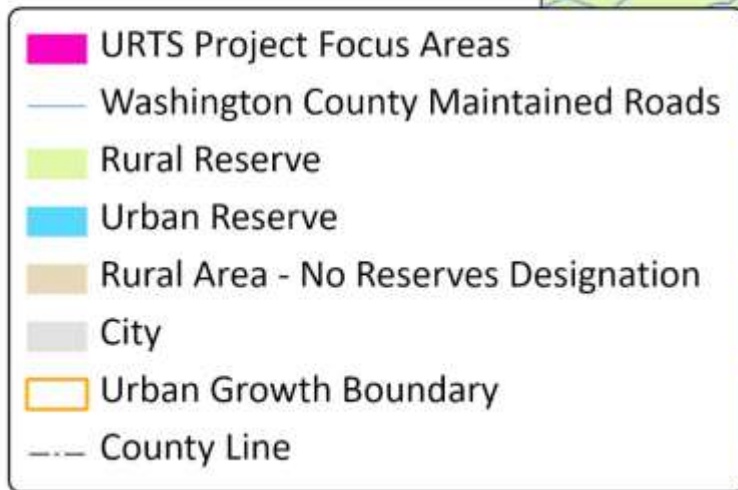 URTS Project Focus Areas
Washington County Maintained Roads
Rural Reserve
Urban Reserve
Rural Area - No Reserves Designation
City
Urban Growth Boundary
County Line